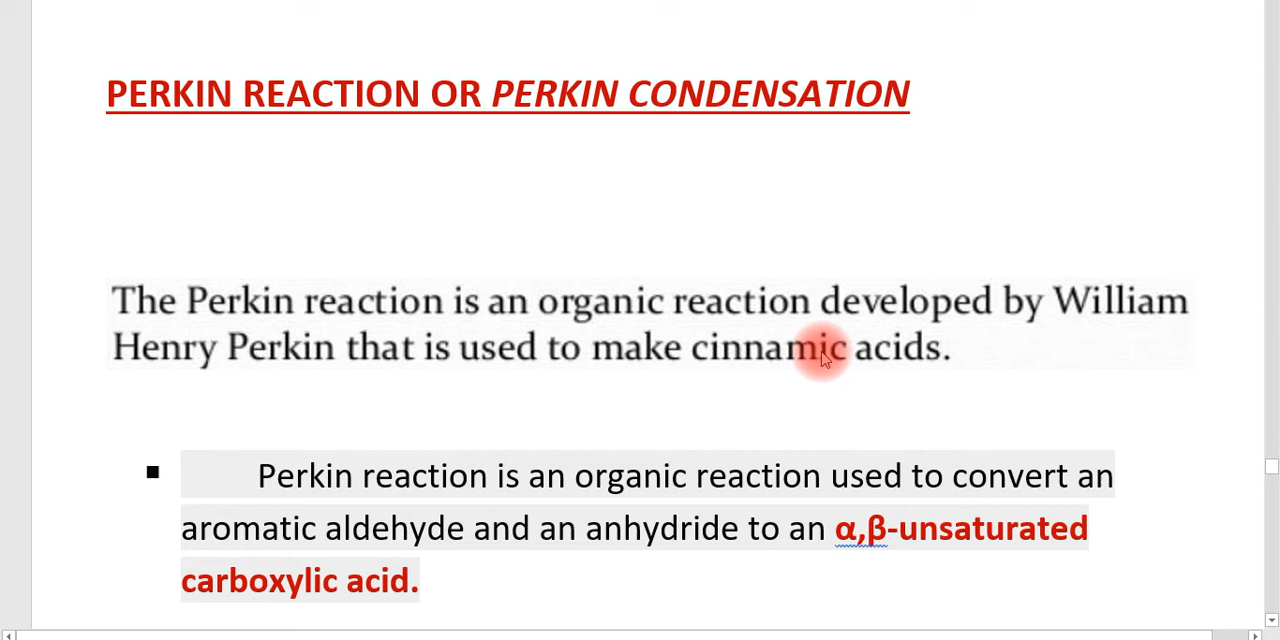 PERKIN REACTION OR PERKIN CONDENSATION
The Perkin reaction is an organic reaction developed by William
Henry Perkin that is used to make cinnamic acids.
▪ Perkin reaction is an organic reaction used to convert an
aromatic aldehyde and an anhydride to an α,β-unsaturated
carboxylic acid.